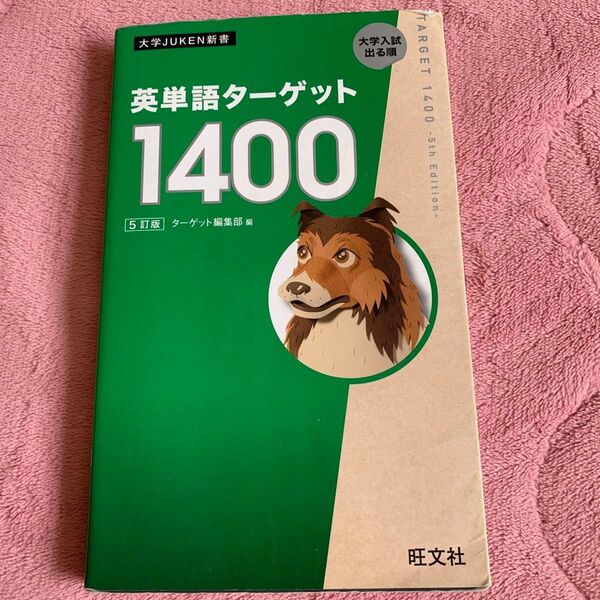 大学JUKEN新書
大学入試
出る順
TARGET 1400 -5th Edition-
英単語ターゲット
1400
5訂版 ターゲット編集部 編
旺文社